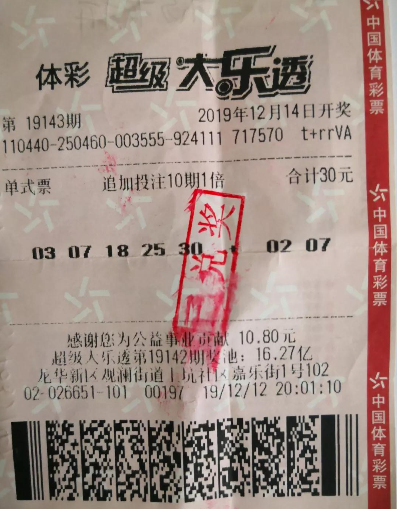 体彩 超级大乐透
第 19143期 2019年12月14日开奖
110440-250460-003555-924111 717570 t+rrVA
单式票 追加投注10期1倍 合计30元
03 07 18 25 30 + 02 07
已兑奖
感谢您为公益事业贡献 10.80元
超级大乐透第19142期奖池:16.27亿
龙华新区观澜街道 坑社区嘉乐街1号102
02-026651-101 00197 19/12/12 20:01:10
中国体育彩票
中国体育彩票
中国体育彩票